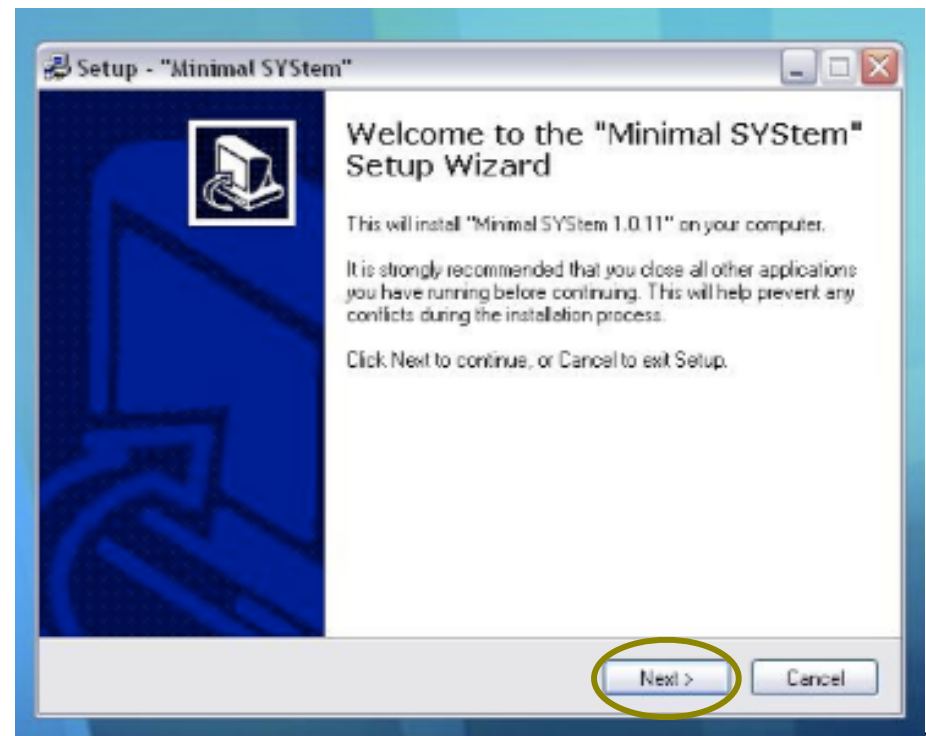 Setup - "Minimal SYStem"
Welcome to the "Minimal SYStem"
Setup Wizard
This will install "Minimal SYStem 1.0.11" on your computer.
It is strongly recommended that you close all other applications
you have running before continuing. This will help prevent any
conflicts during the installation process.
Click Next to continue, or Cancel to exit Setup.
Next >
Cancel